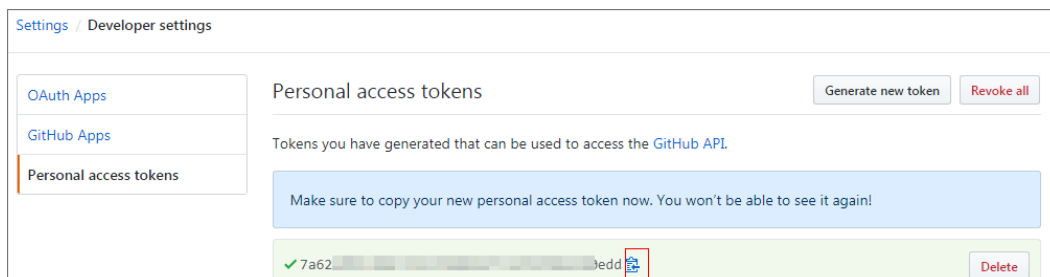 Settings / Developer settings
OAuth Apps
GitHub Apps
Personal access tokens
Personal access tokens
Generate new token
Revoke all
Tokens you have generated that can be used to access the GitHub API.
Make sure to copy your new personal access token now. You won't be able to see it again!
7a62
edd
Delete